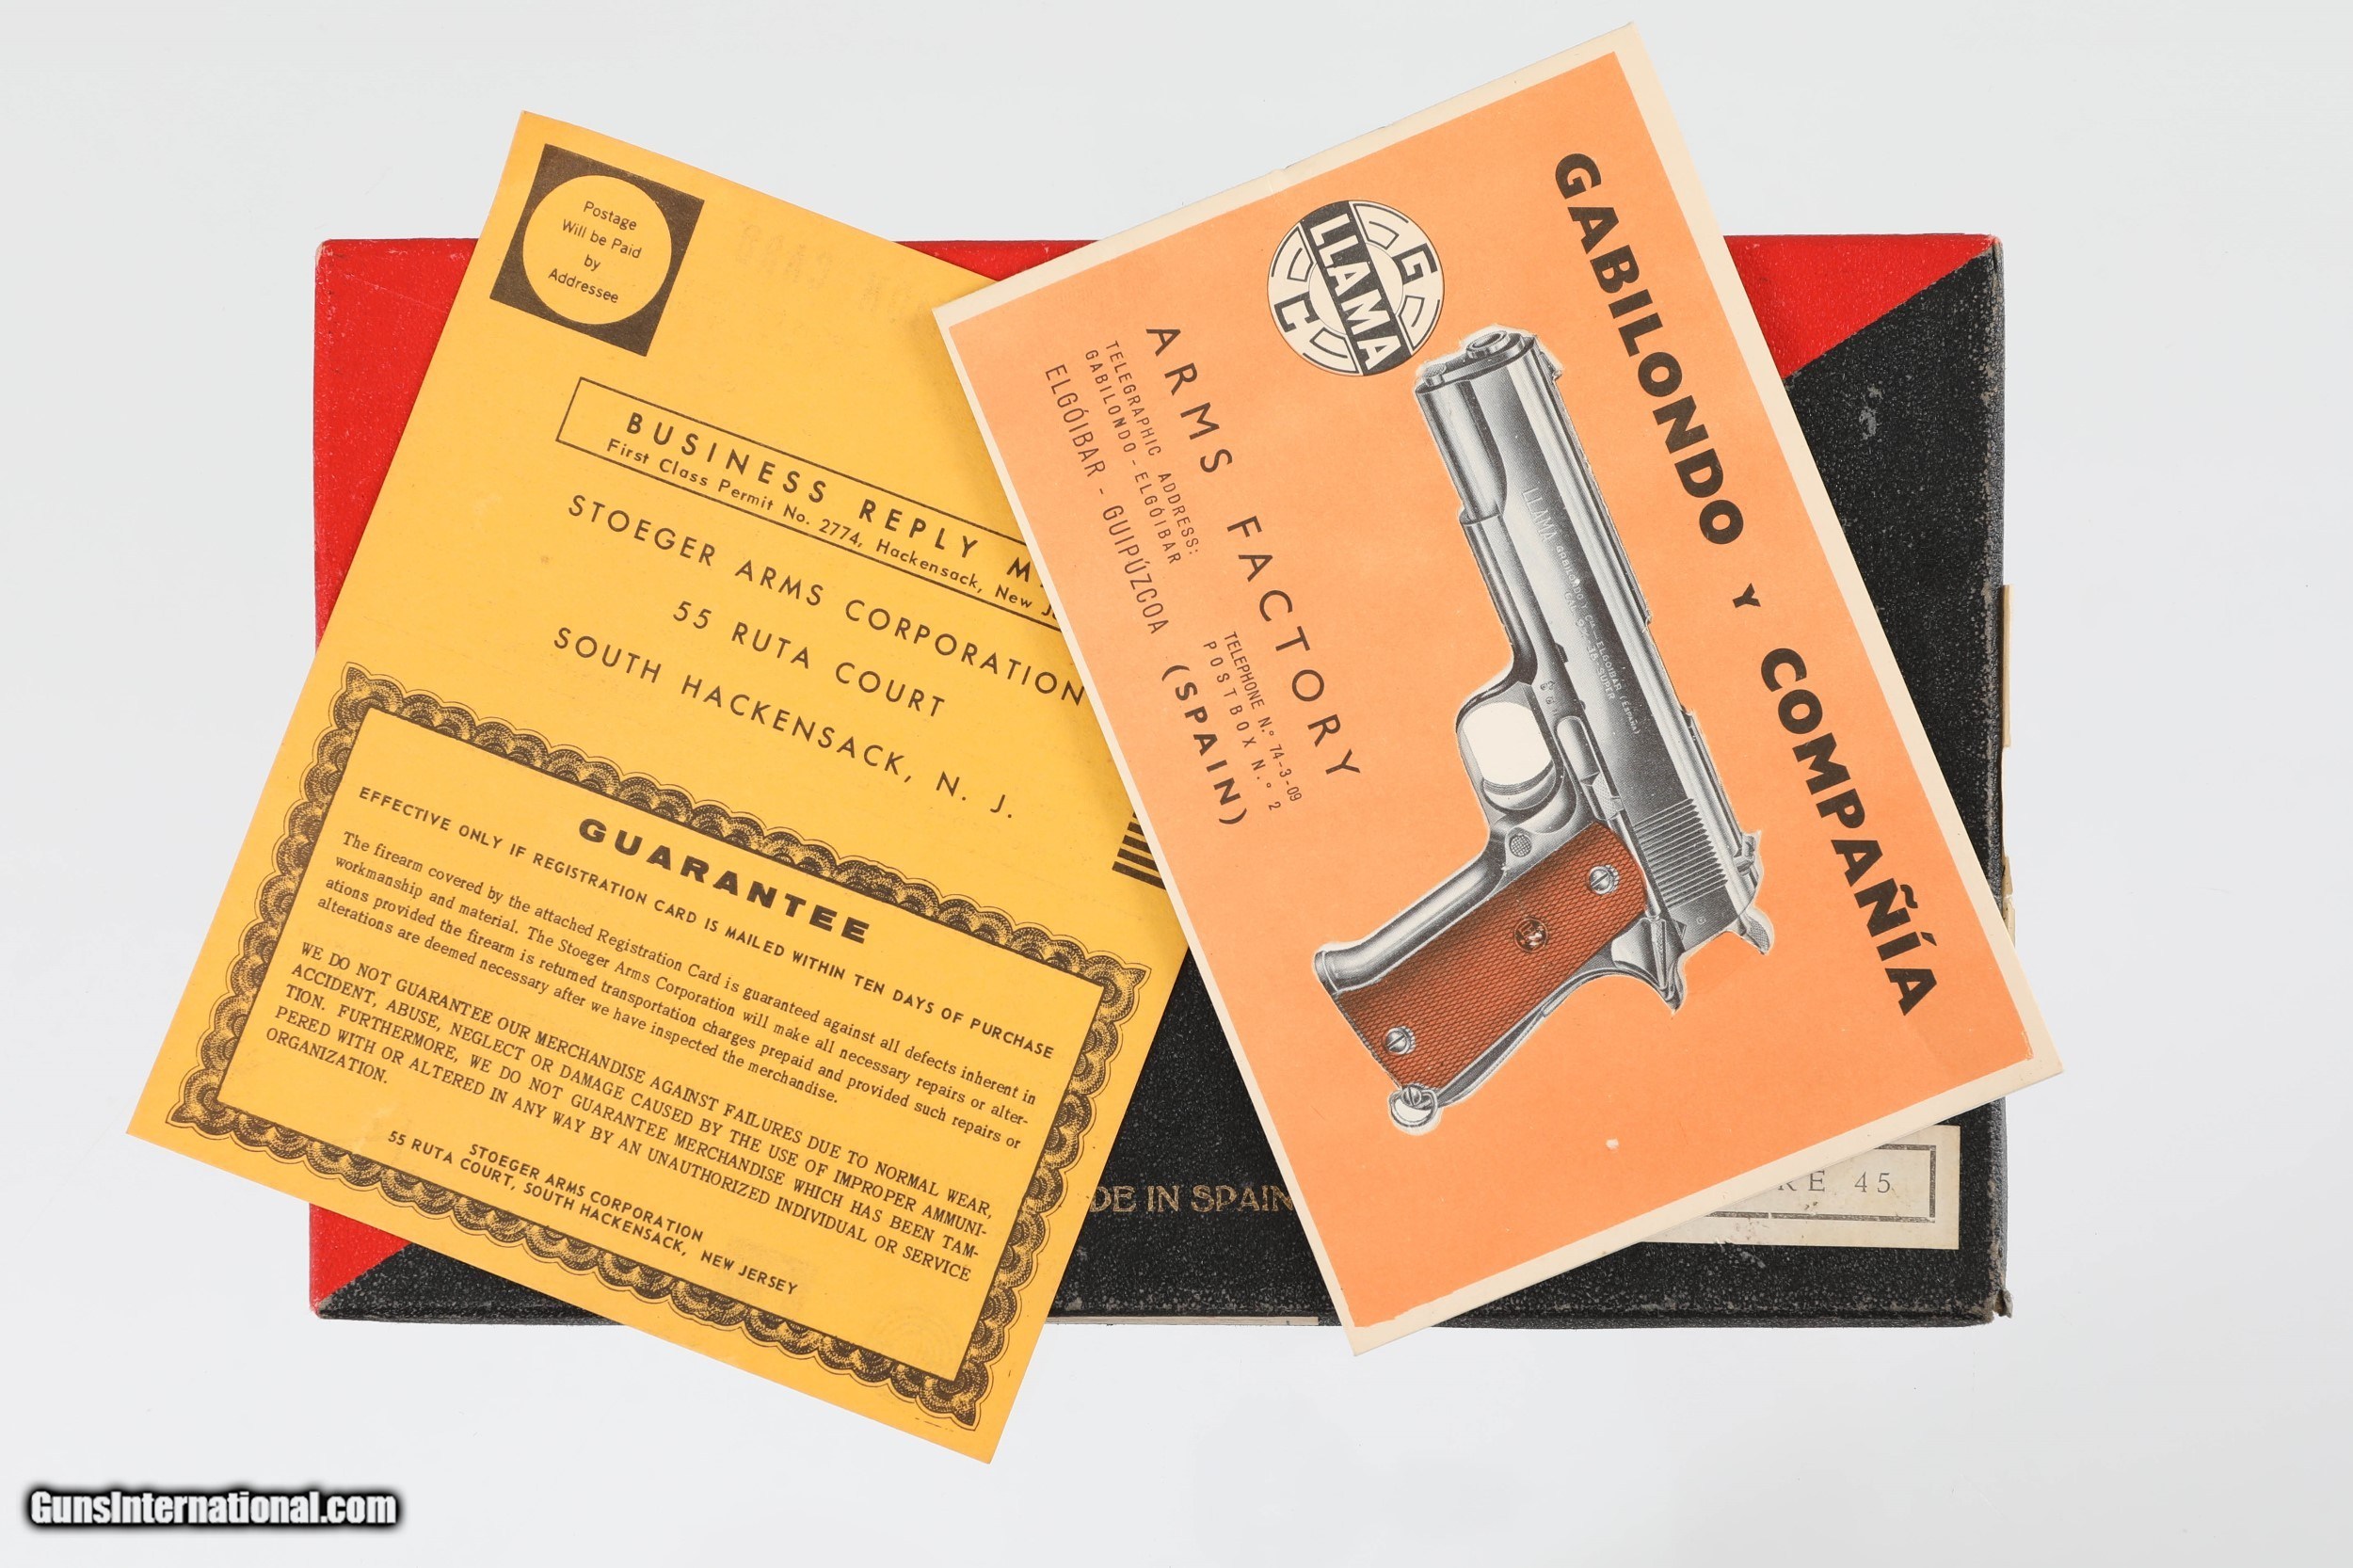 Postage
Will be Paid
by
Addressee
BUSINESS REPLY
First Class Permit No. 2774, Hackensack, New
STOEGER ARMS CORPORATION
55 RUTA COURT
SOUTH HACKENSACK, N. J.
GUARANTEE
EFFECTIVE ONLY IF REGISTRATION CARD IS MAILED WITHIN TEN DAYS OF PURCHASE
The firearm covered by the attached Registration Card is guaranteed against all defects inherent in
workmanship and material. The Stoeger Arms Corporation will make all necessary repairs or alter-
ations provided the firearm is returned transportation charges prepaid and provided such repairs or
alterations are deemed necessary after we have inspected the merchandise.
WE DO NOT GUARANTEE OUR MERCHANDISE AGAINST FAILURES DUE TO NORMAL WEAR,
ACCIDENT, ABUSE, NEGLECT OR DAMAGE CAUSED BY THE USE OF IMPROPER AMMUNI-
TION. FURTHERMORE, WE DO NOT GUARANTEE MERCHANDISE WHICH HAS BEEN TAM-
PERED WITH OR ALTERED IN ANY WAY BY AN UNAUTHORIZED INDIVIDUAL OR SERVICE
ORGANIZATION.
STOEGER ARMS CORPORATION
55 RUTA COURT, SOUTH HACKENSACK, NEW JERSEY
GABILONDO Y COMPAÑÍA
G
LLAMA
C
LLAMA GABILONDO Y Cª - ELGOIBAR (ESPAÑA)
ARMS FACTORY
TELEGRAPHIC ADDRESS:
GABILONDO - ELGÓIBAR
TELEPHONE N.º 74-3-09
POSTBOX N.º 2
ELGÓIBAR - GUIPÚZCOA (SPAIN)
DE IN SPAIN
RE 45
GunsInternational.com